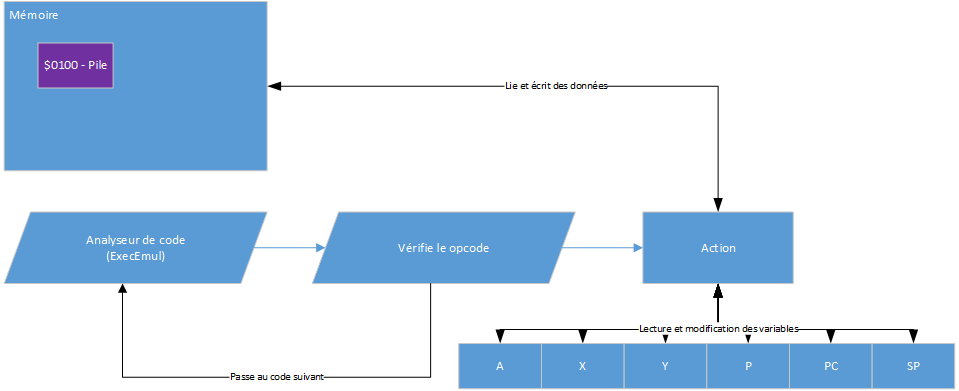 Mémoire
$0100 - Pile
Lie et écrit des données
Analyseur de code
(ExecEmul)
Vérifie le opcode
Action
Lecture et modification des variables
A
X
Y
P
PC
SP
Passe au code suivant